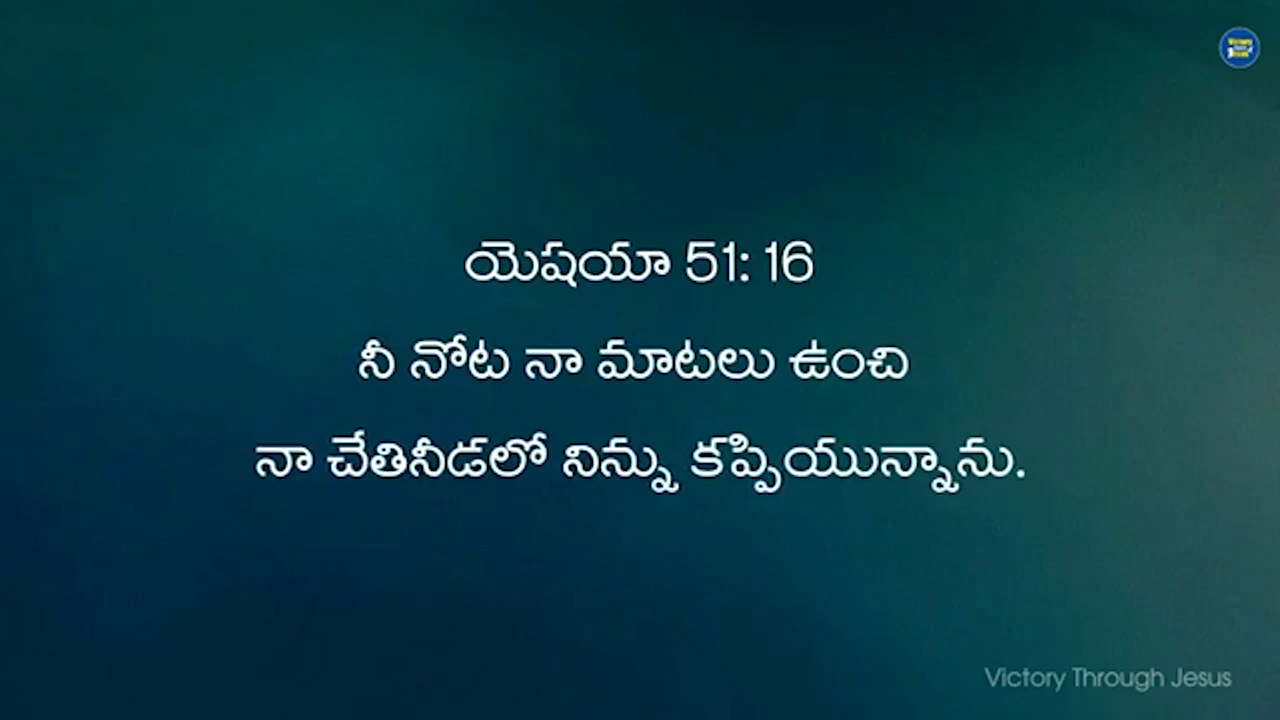 యెషయా 51: 16
నీ నోట నా మాటలు ఉంచి
నా చేతినీడలో నిన్ను కప్పియున్నాను.
Victory Through Jesus